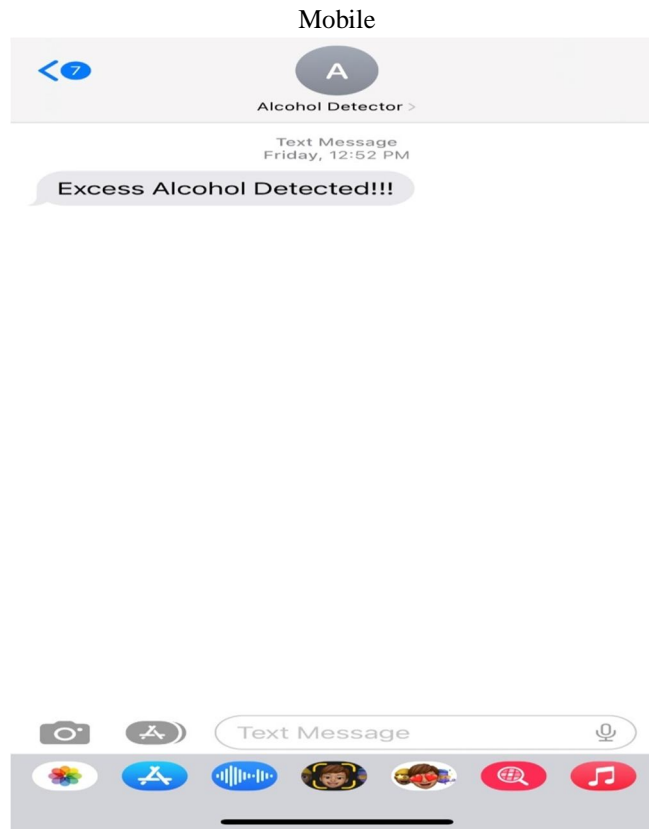 Mobile
7
A
Alcohol Detector >
Text Message
Friday, 12:52 PM
Excess Alcohol Detected!!!
Text Message